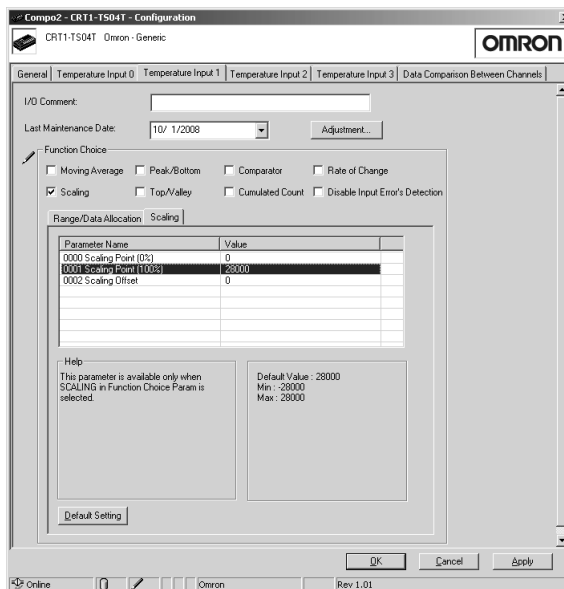 Compo2 - CRT1-TS04T - Configuration
CRT1-TS04T Omron - Generic
OMRON
General Temperature Input 0 Temperature Input 1 Temperature Input 2 Temperature Input 3 Data Comparison Between Channels
I/O Comment:
Last Maintenance Date: 10/ 1/2008 Adjustment...
Function Choice
Moving Average Peak/Bottom Comparator Rate of Change
Scaling Top/Valley Cumulated Count Disable Input Error's Detection
Range/Data Allocation Scaling
Parameter Name Value
0000 Scaling Point (0%) 0
0001 Scaling Point (100%) 28000
0002 Scaling Offset 0
Help
This parameter is available only when
SCALING in Function Choice Param is
selected.
Default Value : 28000
Min : -28000
Max : 28000
Default Setting
OK Cancel Apply
Online Omron Rev 1.01